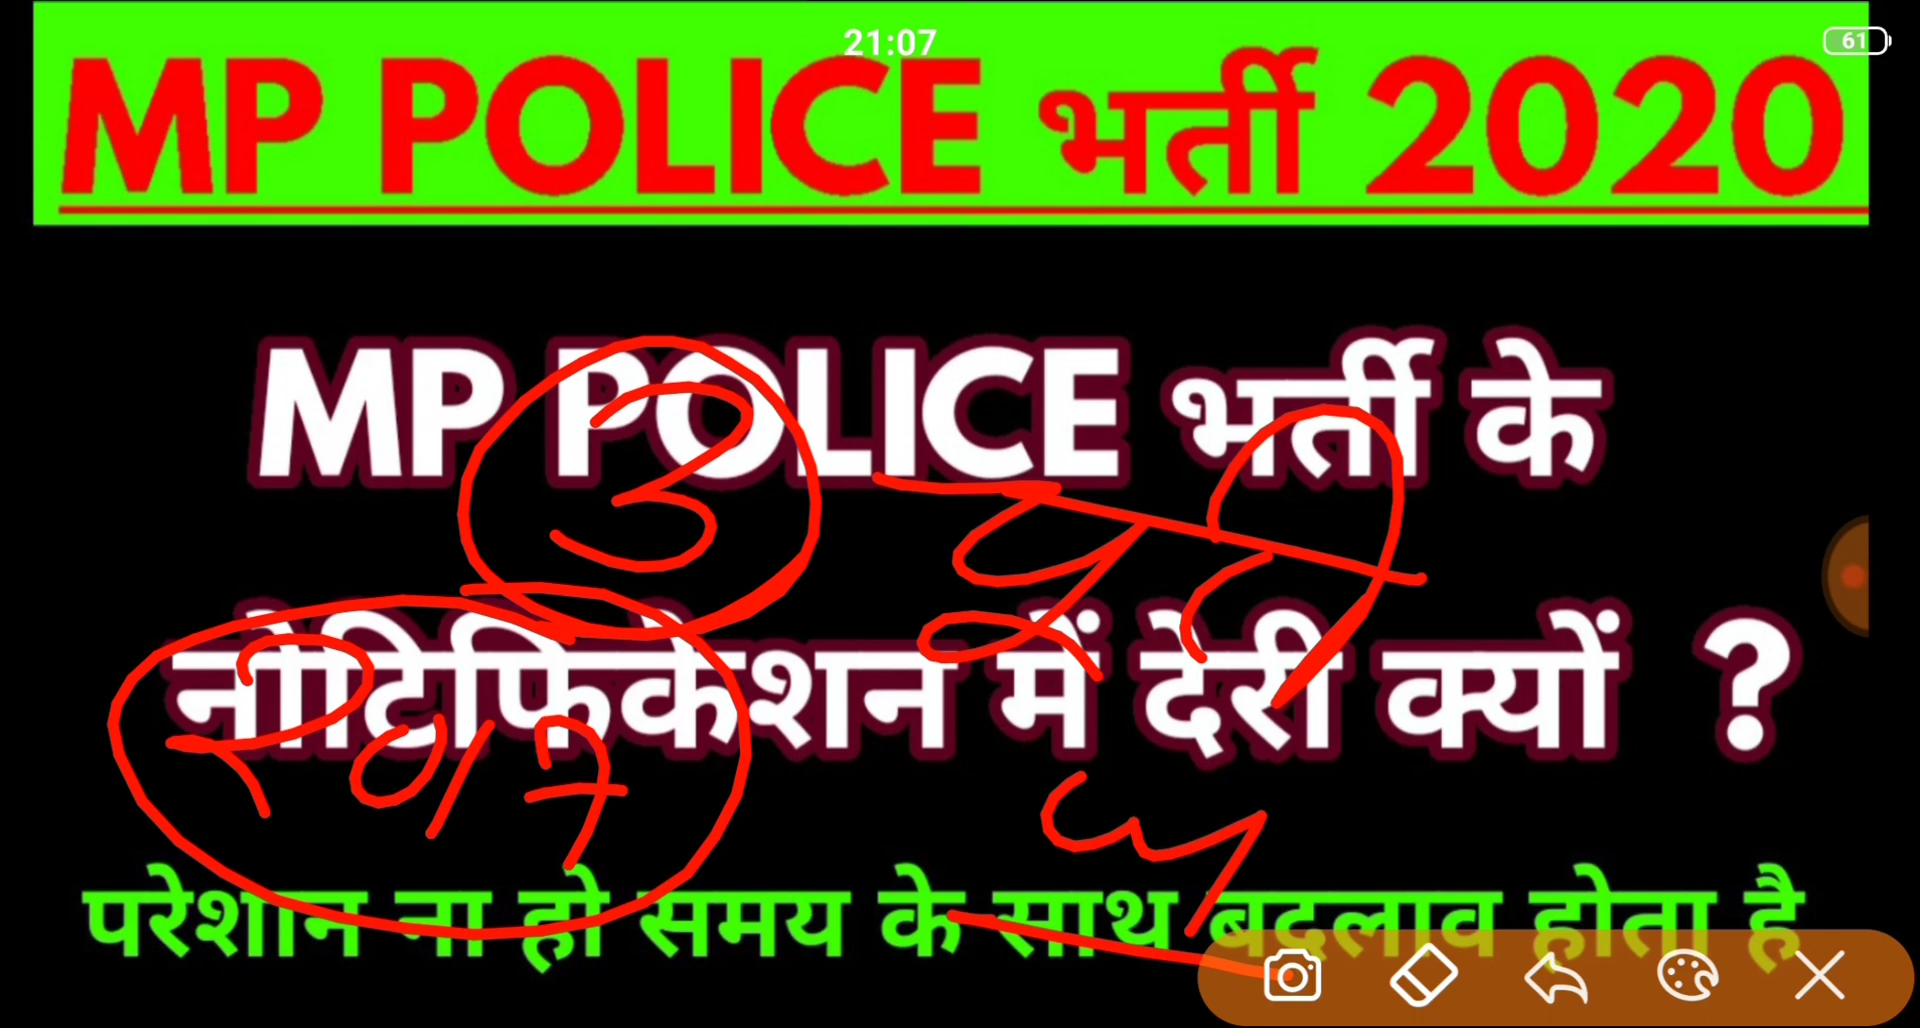 21:07
61
MP POLICE भर्ती 2020
MP POLICE भर्ती के
3
नोटिफिकेशन में देरी क्यों ?
2017
परेशान ना हो समय के साथ बदलाव होता है